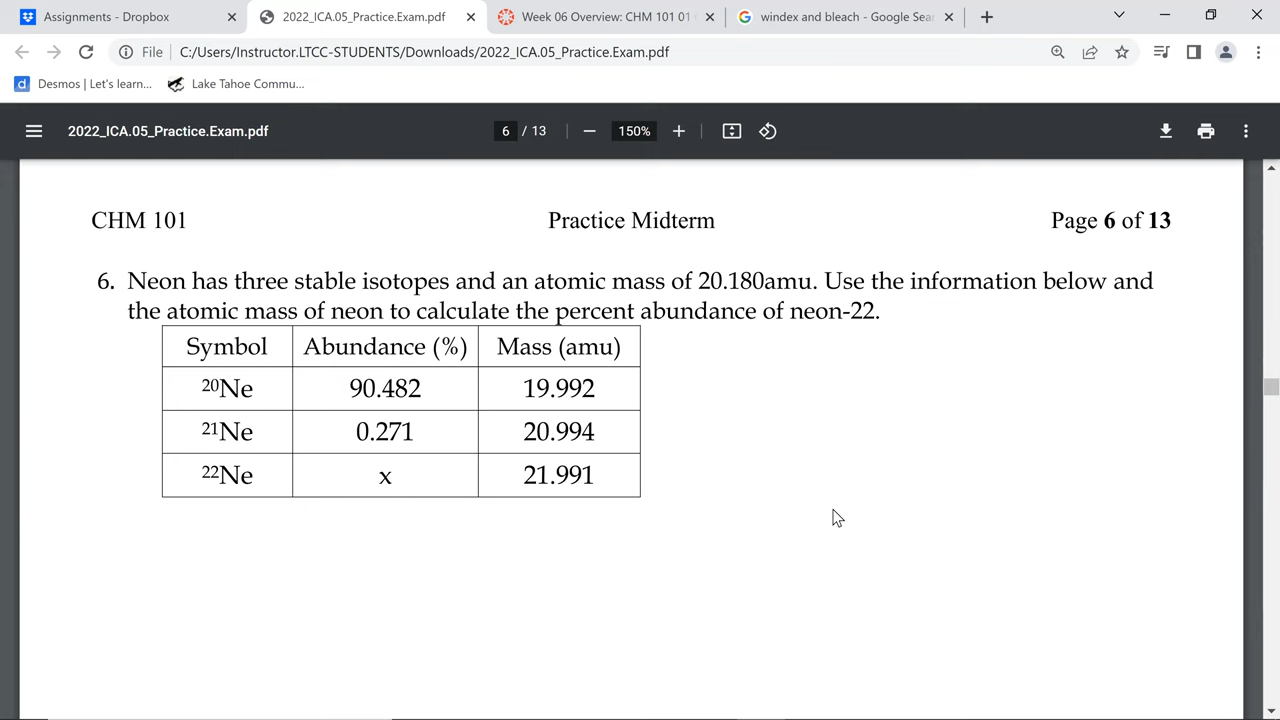 Assignments - Dropbox
2022_ICA.05_Practice.Exam.pdf
Week 06 Overview: CHM 101 01
windex and bleach - Google Sea
File C:/Users/Instructor.LTCC-STUDENTS/Downloads/2022_ICA.05_Practice.Exam.pdf
Desmos | Let's learn... Lake Tahoe Commu...
2022_ICA.05_Practice.Exam.pdf 6 / 13 150%
CHM 101 Practice Midterm Page 6 of 13
6. Neon has three stable isotopes and an atomic mass of 20.180amu. Use the information below and
the atomic mass of neon to calculate the percent abundance of neon-22.
Symbol Abundance (%) Mass (amu)
²⁰Ne 90.482 19.992
²¹Ne 0.271 20.994
²²Ne x 21.991